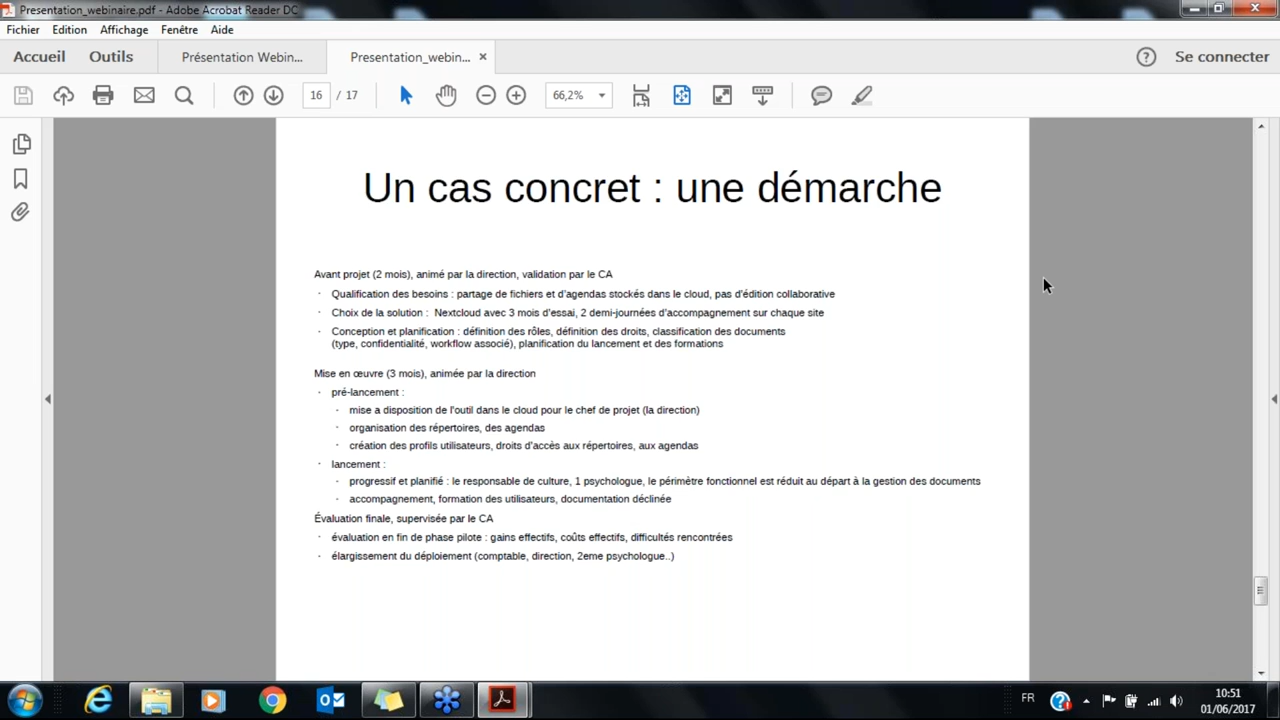 Presentation_webinaire.pdf - Adobe Acrobat Reader DC
Fichier Edition Affichage Fenêtre Aide
Accueil Outils Présentation Webin... Presentation_webin... × ? Se connecter
16 / 17 66,2%
Un cas concret : une démarche
Avant projet (2 mois), animé par la direction, validation par le CA
· Qualification des besoins : partage de fichiers et d'agendas stockés dans le cloud, pas d'édition collaborative
· Choix de la solution : Nextcloud avec 3 mois d'essai, 2 demi-journées d'accompagnement sur chaque site
· Conception et planification : définition des rôles, définition des droits, classification des documents
(type, confidentialité, workflow associé), planification du lancement et des formations
Mise en œuvre (3 mois), animée par la direction
· pré-lancement :
· mise a disposition de l'outil dans le cloud pour le chef de projet (la direction)
· organisation des répertoires, des agendas
· création des profils utilisateurs, droits d'accès aux répertoires, aux agendas
· lancement :
· progressif et planifié : le responsable de culture, 1 psychologue, le périmètre fonctionnel est réduit au départ à la gestion des documents
· accompagnement, formation des utilisateurs, documentation déclinée
Évaluation finale, supervisée par le CA
· évaluation en fin de phase pilote : gains effectifs, coûts effectifs, difficultés rencontrées
· élargissement du déploiement (comptable, direction, 2eme psychologue..)
FR
10:51
01/06/2017